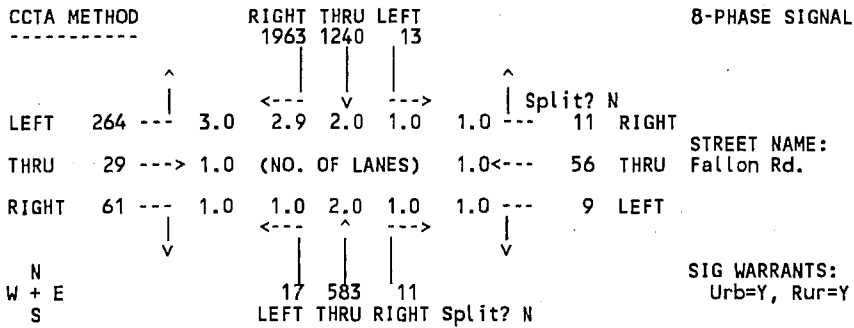 CCTA METHOD RIGHT THRU LEFT 8-PHASE SIGNAL
----------- 1963 1240 13
^ | | | ^
| <--- v ---> | Split? N
LEFT 264 --- 3.0 2.9 2.0 1.0 1.0 --- 11 RIGHT
STREET NAME:
THRU 29 ---> 1.0 (NO. OF LANES) 1.0<--- 56 THRU Fallon Rd.
RIGHT 61 --- 1.0 1.0 2.0 1.0 1.0 --- 9 LEFT
| <--- ^ ---> |
v | | | v
N SIG WARRANTS:
W + E 17 583 11 Urb=Y, Rur=Y
S LEFT THRU RIGHT Split? N